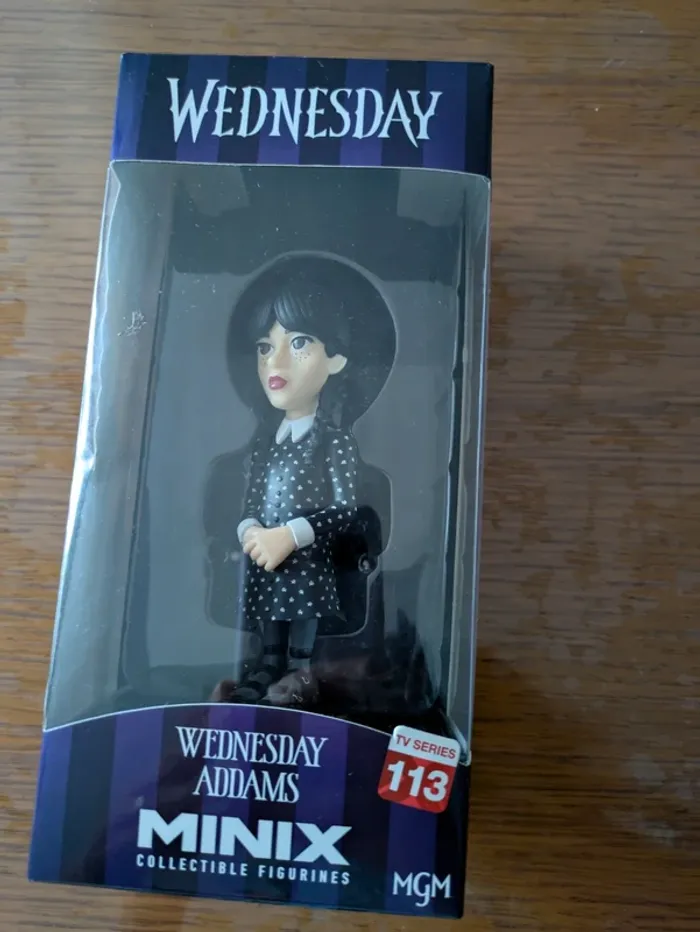 WEDNESDAY
WEDNESDAY
ADDAMS
TV SERIES
113
MINIX
COLLECTIBLE FIGURINES
MGM